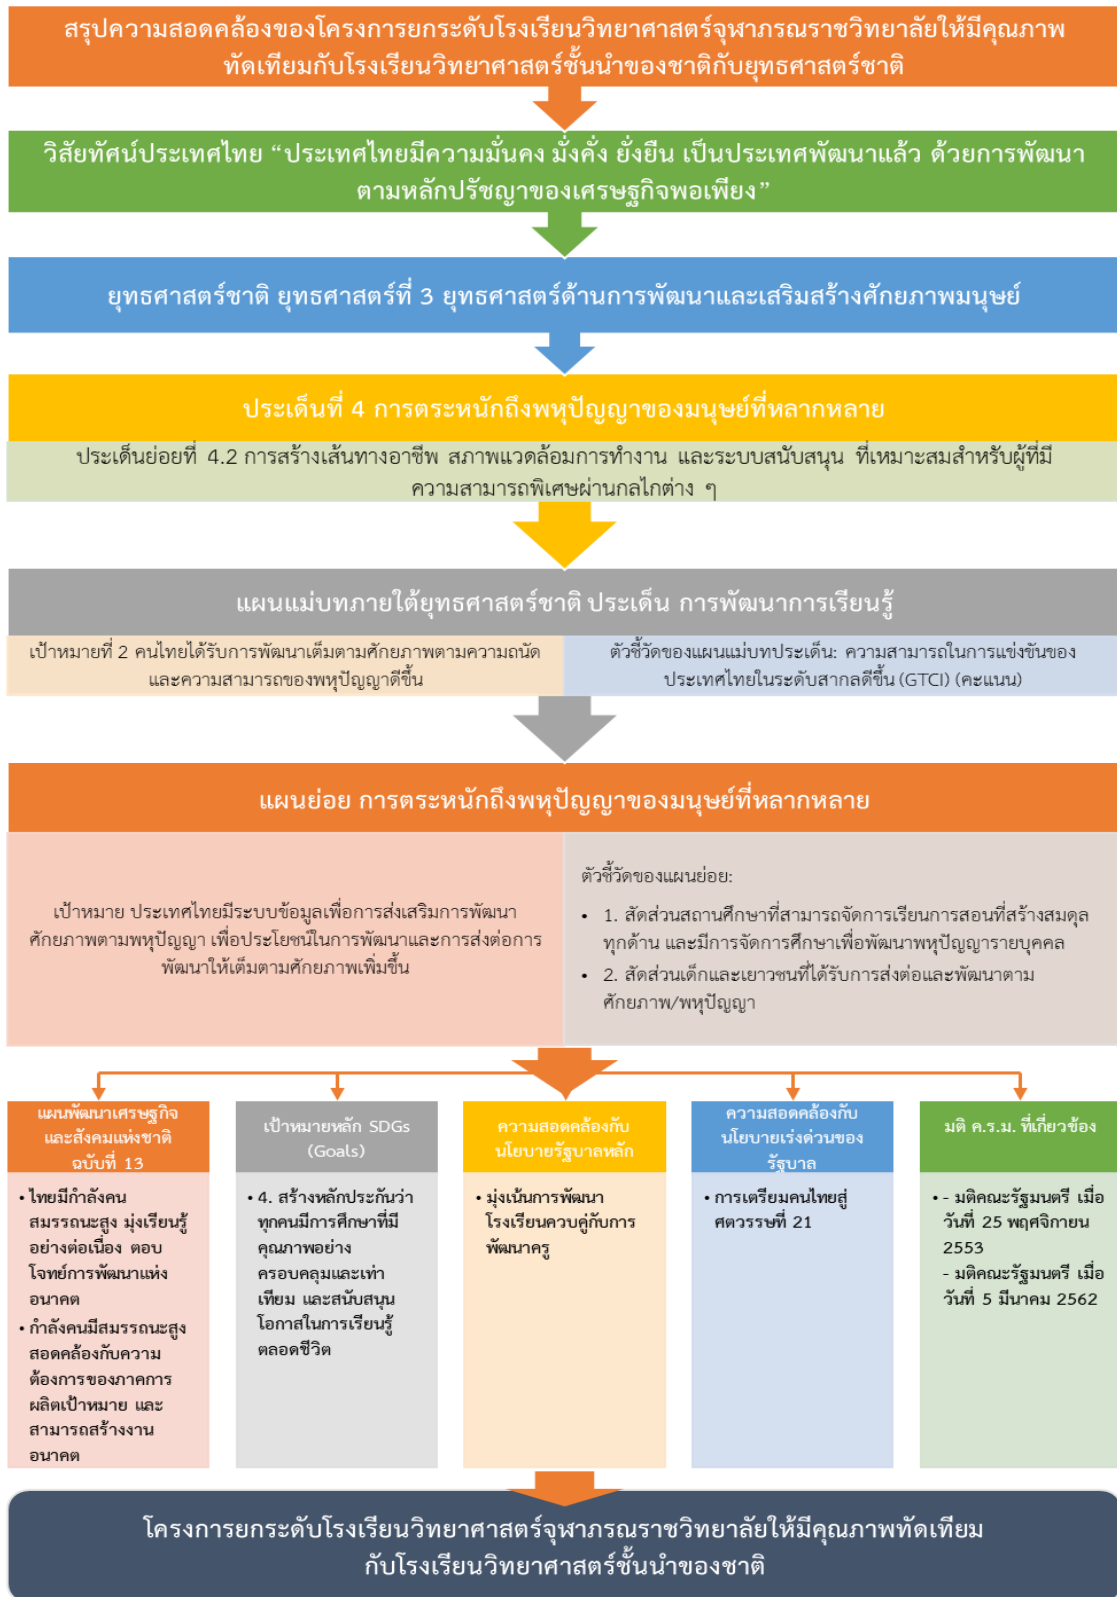 สรุปความสอดคล้องของโครงการยกระดับโรงเรียนวิทยาศาสตร์จุฬาภรณราชวิทยาลัยให้มีคุณภาพ
ทัดเทียมกับโรงเรียนวิทยาศาสตร์ชั้นนำของชาติกับยุทธศาสตร์ชาติ
วิสัยทัศน์ประเทศไทย “ประเทศไทยมีความมั่นคง มั่งคั่ง ยั่งยืน เป็นประเทศพัฒนาแล้ว ด้วยการพัฒนา
ตามหลักปรัชญาของเศรษฐกิจพอเพียง”
ยุทธศาสตร์ชาติ ยุทธศาสตร์ที่ 3 ยุทธศาสตร์ด้านการพัฒนาและเสริมสร้างศักยภาพมนุษย์
ประเด็นที่ 4 การตระหนักถึงพหุปัญญาของมนุษย์ที่หลากหลาย
ประเด็นย่อยที่ 4.2 การสร้างเส้นทางอาชีพ สภาพแวดล้อมการทำงาน และระบบสนับสนุน ที่เหมาะสมสำหรับผู้ที่มี
ความสามารถพิเศษผ่านกลไกต่าง ๆ
แผนแม่บทภายใต้ยุทธศาสตร์ชาติ ประเด็น การพัฒนาการเรียนรู้
เป้าหมายที่ 2 คนไทยได้รับการพัฒนาเต็มตามศักยภาพตามความถนัด
และความสามารถของพหุปัญญาดีขึ้น
ตัวชี้วัดของแผนแม่บทประเด็น: ความสามารถในการแข่งขันของ
ประเทศไทยในระดับสากลดีขึ้น (GTCI) (คะแนน)
แผนย่อย การตระหนักถึงพหุปัญญาของมนุษย์ที่หลากหลาย
เป้าหมาย ประเทศไทยมีระบบข้อมูลเพื่อการส่งเสริมการพัฒนา
ศักยภาพตามพหุปัญญา เพื่อประโยชน์ในการพัฒนาและการส่งต่อการ
พัฒนาให้เต็มตามศักยภาพเพิ่มขึ้น
ตัวชี้วัดของแผนย่อย:
• 1. สัดส่วนสถานศึกษาที่สามารถจัดการเรียนการสอนที่สร้างสมดุล
ทุกด้าน และมีการจัดการศึกษาเพื่อพัฒนาพหุปัญญารายบุคคล
• 2. สัดส่วนเด็กและเยาวชนที่ได้รับการส่งต่อและพัฒนาตาม
ศักยภาพ/พหุปัญญา
แผนพัฒนาเศรษฐกิจ
และสังคมแห่งชาติ
ฉบับที่ 13
• ไทยมีกำลังคน
สมรรถนะสูง มุ่งเรียนรู้
อย่างต่อเนื่อง ตอบ
โจทย์การพัฒนาแห่ง
อนาคต
• กำลังคนมีสมรรถนะสูง
สอดคล้องกับความ
ต้องการของภาคการ
ผลิตเป้าหมาย และ
สามารถสร้างงาน
อนาคต
เป้าหมายหลัก SDGs
(Goals)
• 4. สร้างหลักประกันว่า
ทุกคนมีการศึกษาที่มี
คุณภาพอย่าง
ครอบคลุมและเท่า
เทียม และสนับสนุน
โอกาสในการเรียนรู้
ตลอดชีวิต
ความสอดคล้องกับ
นโยบายรัฐบาลหลัก
• มุ่งเน้นการพัฒนา
โรงเรียนควบคู่กับการ
พัฒนาครู
ความสอดคล้องกับ
นโยบายเร่งด่วนของ
รัฐบาล
• การเตรียมคนไทยสู่
ศตวรรษที่ 21
มติ ค.ร.ม. ที่เกี่ยวข้อง
• - มติคณะรัฐมนตรี เมื่อ
วันที่ 25 พฤศจิกายน
2553
- มติคณะรัฐมนตรี เมื่อ
วันที่ 5 มีนาคม 2562
โครงการยกระดับโรงเรียนวิทยาศาสตร์จุฬาภรณราชวิทยาลัยให้มีคุณภาพทัดเทียม
กับโรงเรียนวิทยาศาสตร์ชั้นนำของชาติ